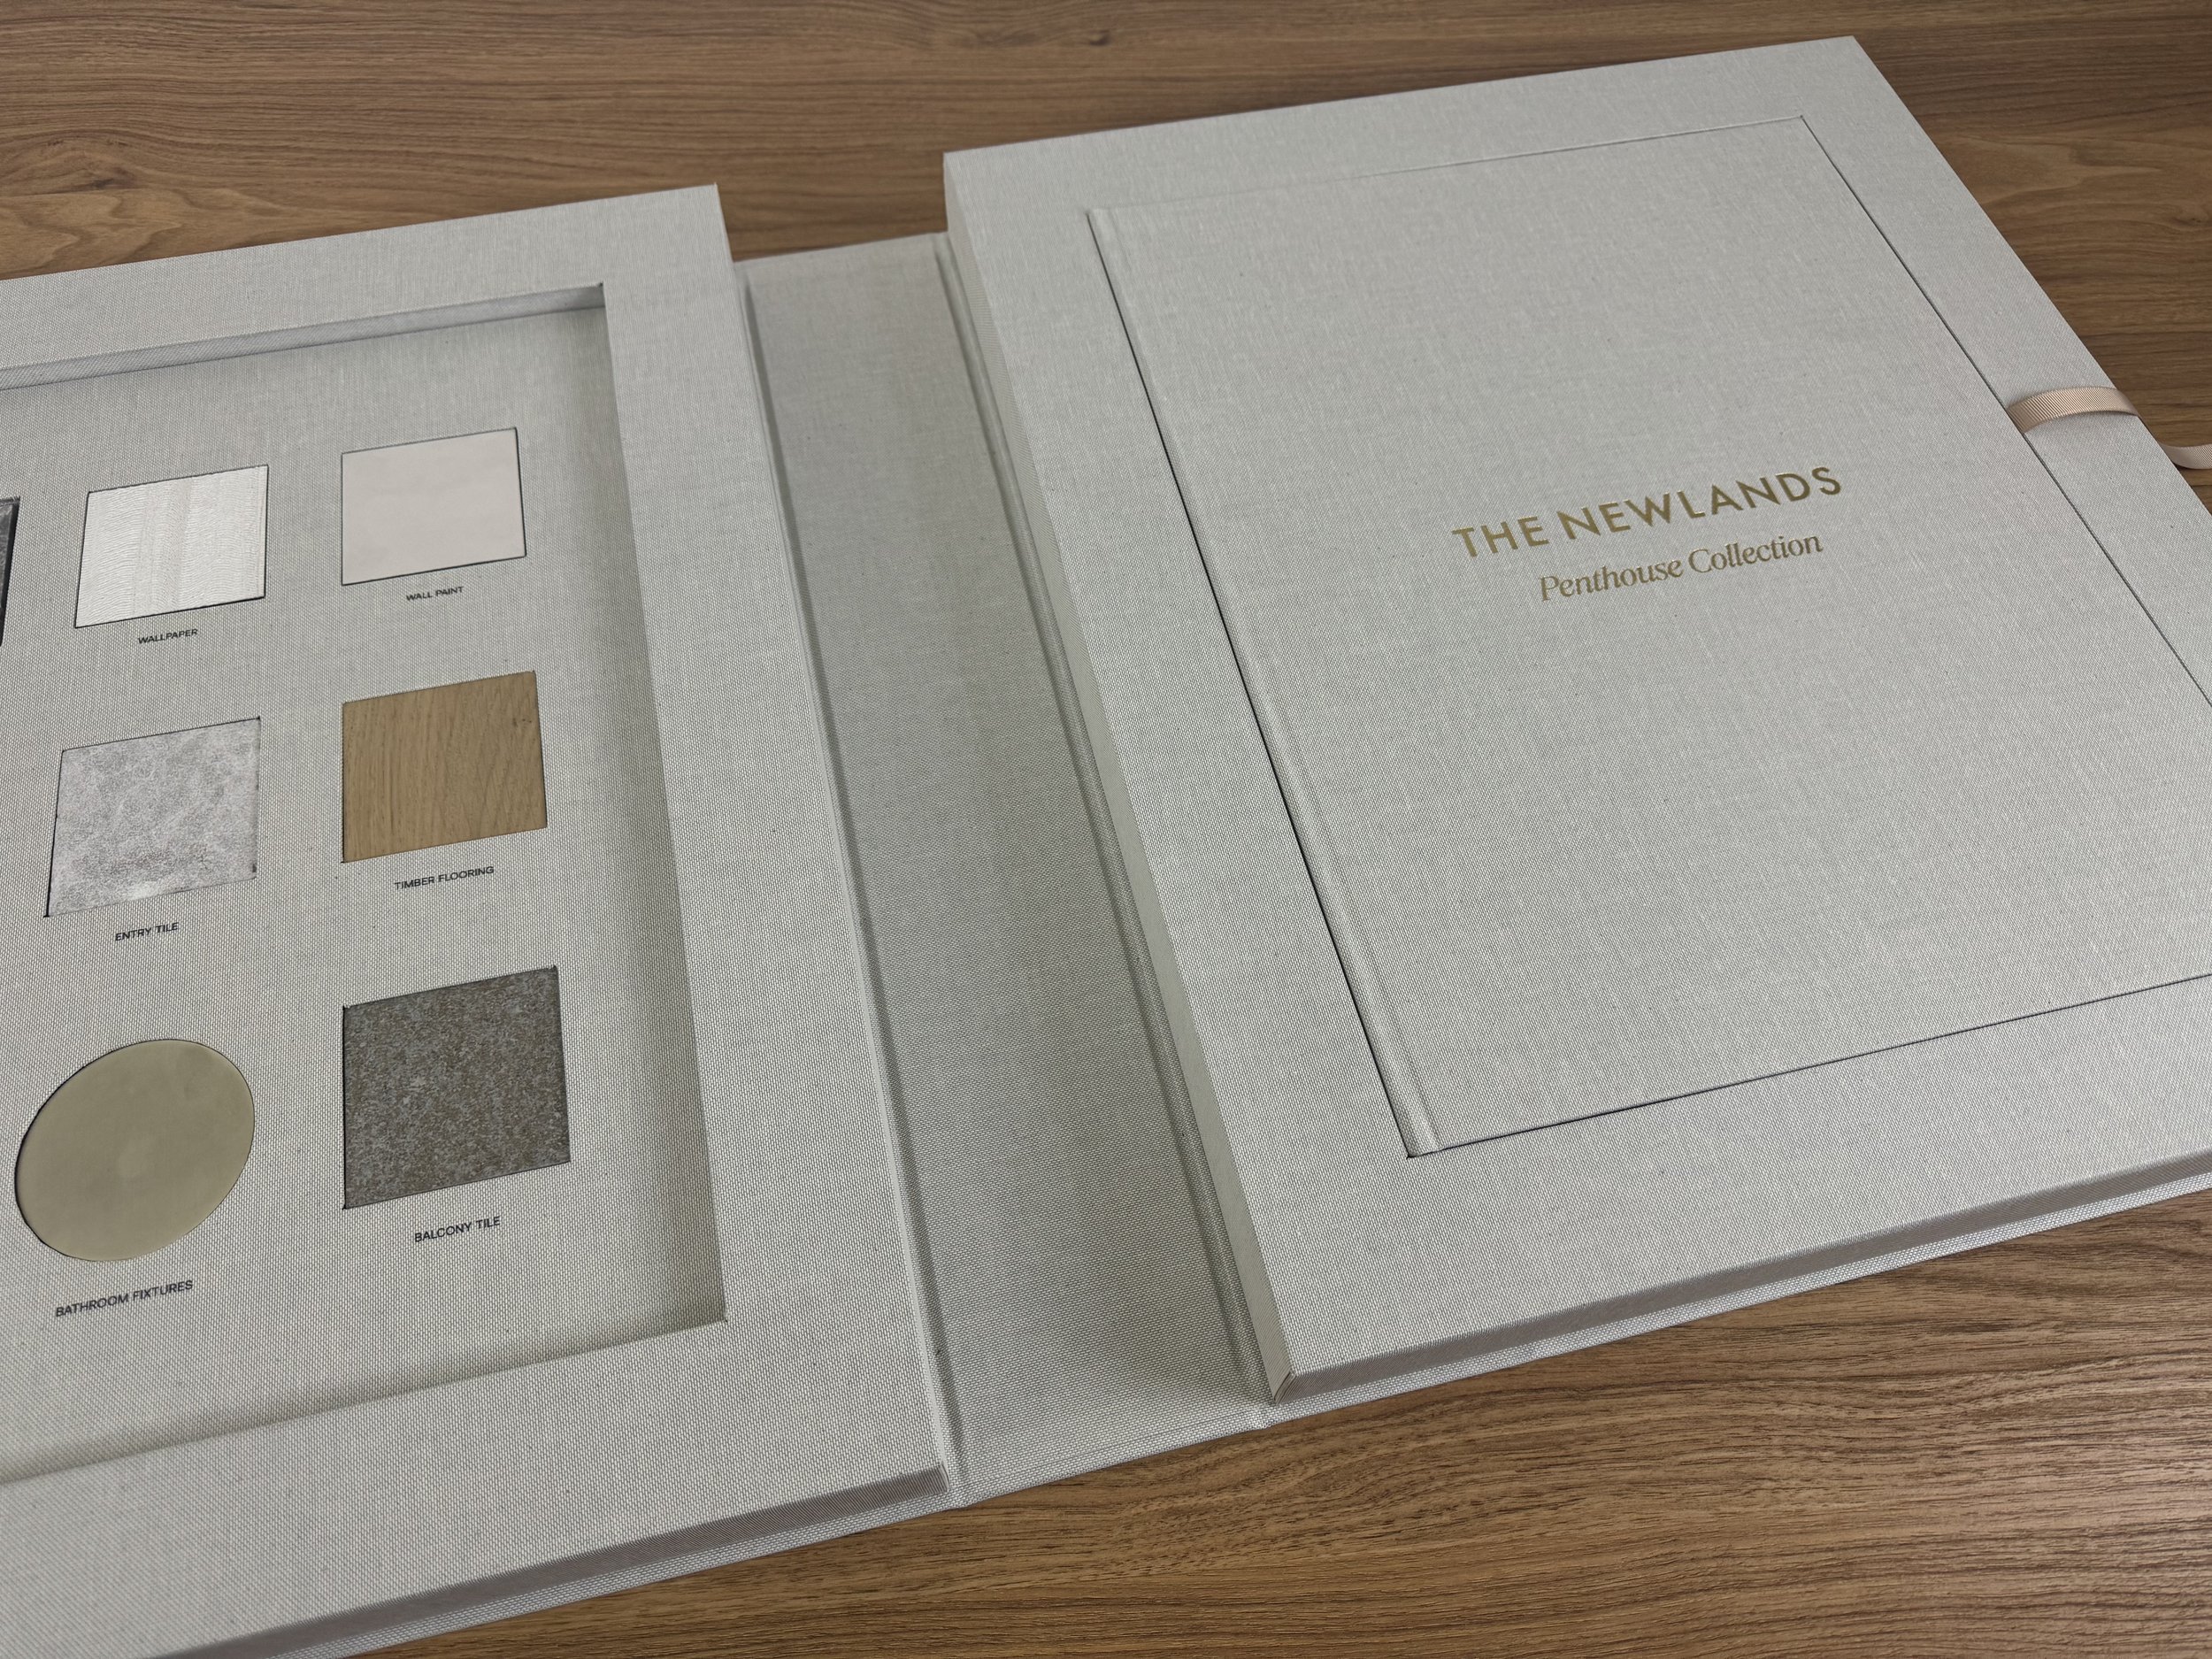 WALLPAPER
WALL PAINT
ENTRY TILE
TIMBER FLOORING
BATHROOM FIXTURES
BALCONY TILE
THE NEWLANDS
Penthouse Collection